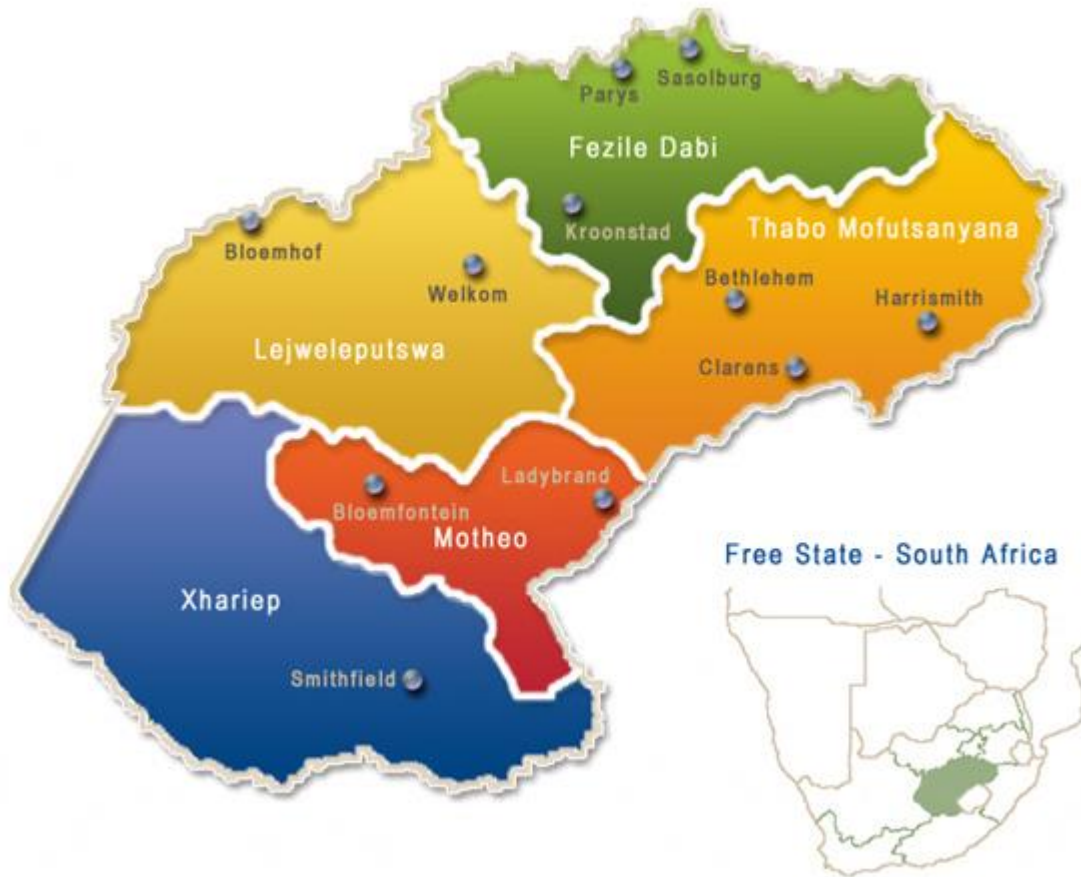 Sasolburg
Parys
Fezile Dabi
Kroonstad
Thabo Mofutsanyana
Bloemhof
Welkom
Bethlehem
Harrismith
Lejweleputswa
Clarens
Ladybrand
Bloemfontein
Motheo
Free State - South Africa
Xhariep
Smithfield